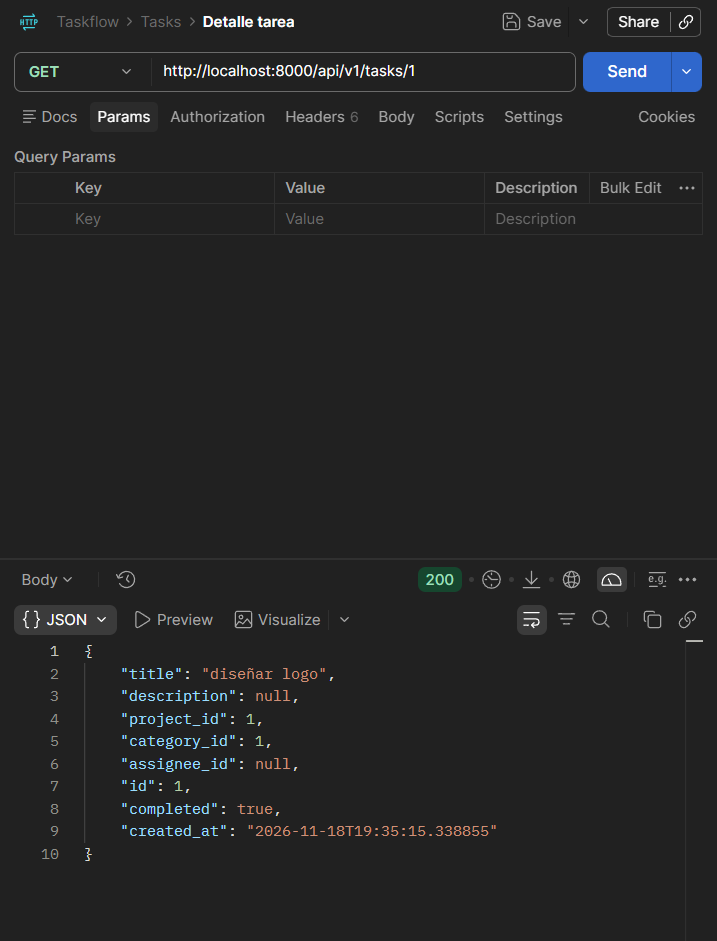 HTTP Taskflow > Tasks > Detalle tarea Save Share
GET http://localhost:8000/api/v1/tasks/1 Send
Docs Params Authorization Headers 6 Body Scripts Settings Cookies
Query Params
Key Value Description Bulk Edit
Key Value Description
Body 200 e.g.
{} JSON Preview Visualize
1 {
2 "title": "diseñar logo",
3 "description": null,
4 "project_id": 1,
5 "category_id": 1,
6 "assignee_id": null,
7 "id": 1,
8 "completed": true,
9 "created_at": "2026-11-18T19:35:15.338855"
10 }